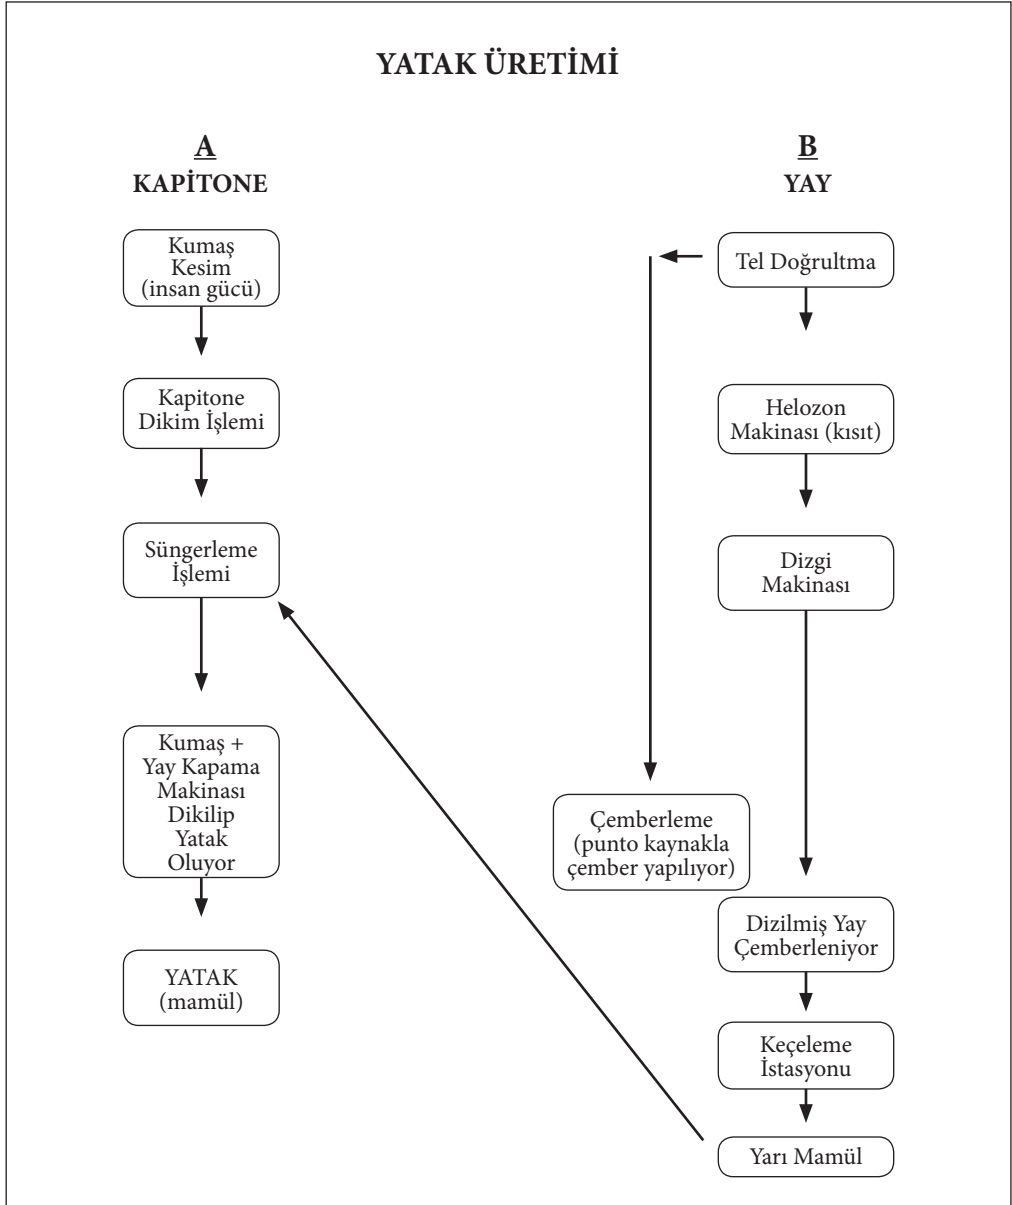 YATAK ÜRETİMİ
A
KAPİTONE
Kumaş
Kesim
(insan gücü)
Kapitone
Dikim İşlemi
Süngerleme
İşlemi
Kumaş +
Yay Kapama
Makinası
Dikilip
Yatak
Oluyor
YATAK
(mamül)
B
YAY
Tel Doğrultma
Helozon
Makinası (kısıt)
Dizgi
Makinası
Çemberleme
(punto kaynakla
çember yapılıyor)
Dizilmiş Yay
Çemberleniyor
Keçeleme
İstasyonu
Yarı Mamül